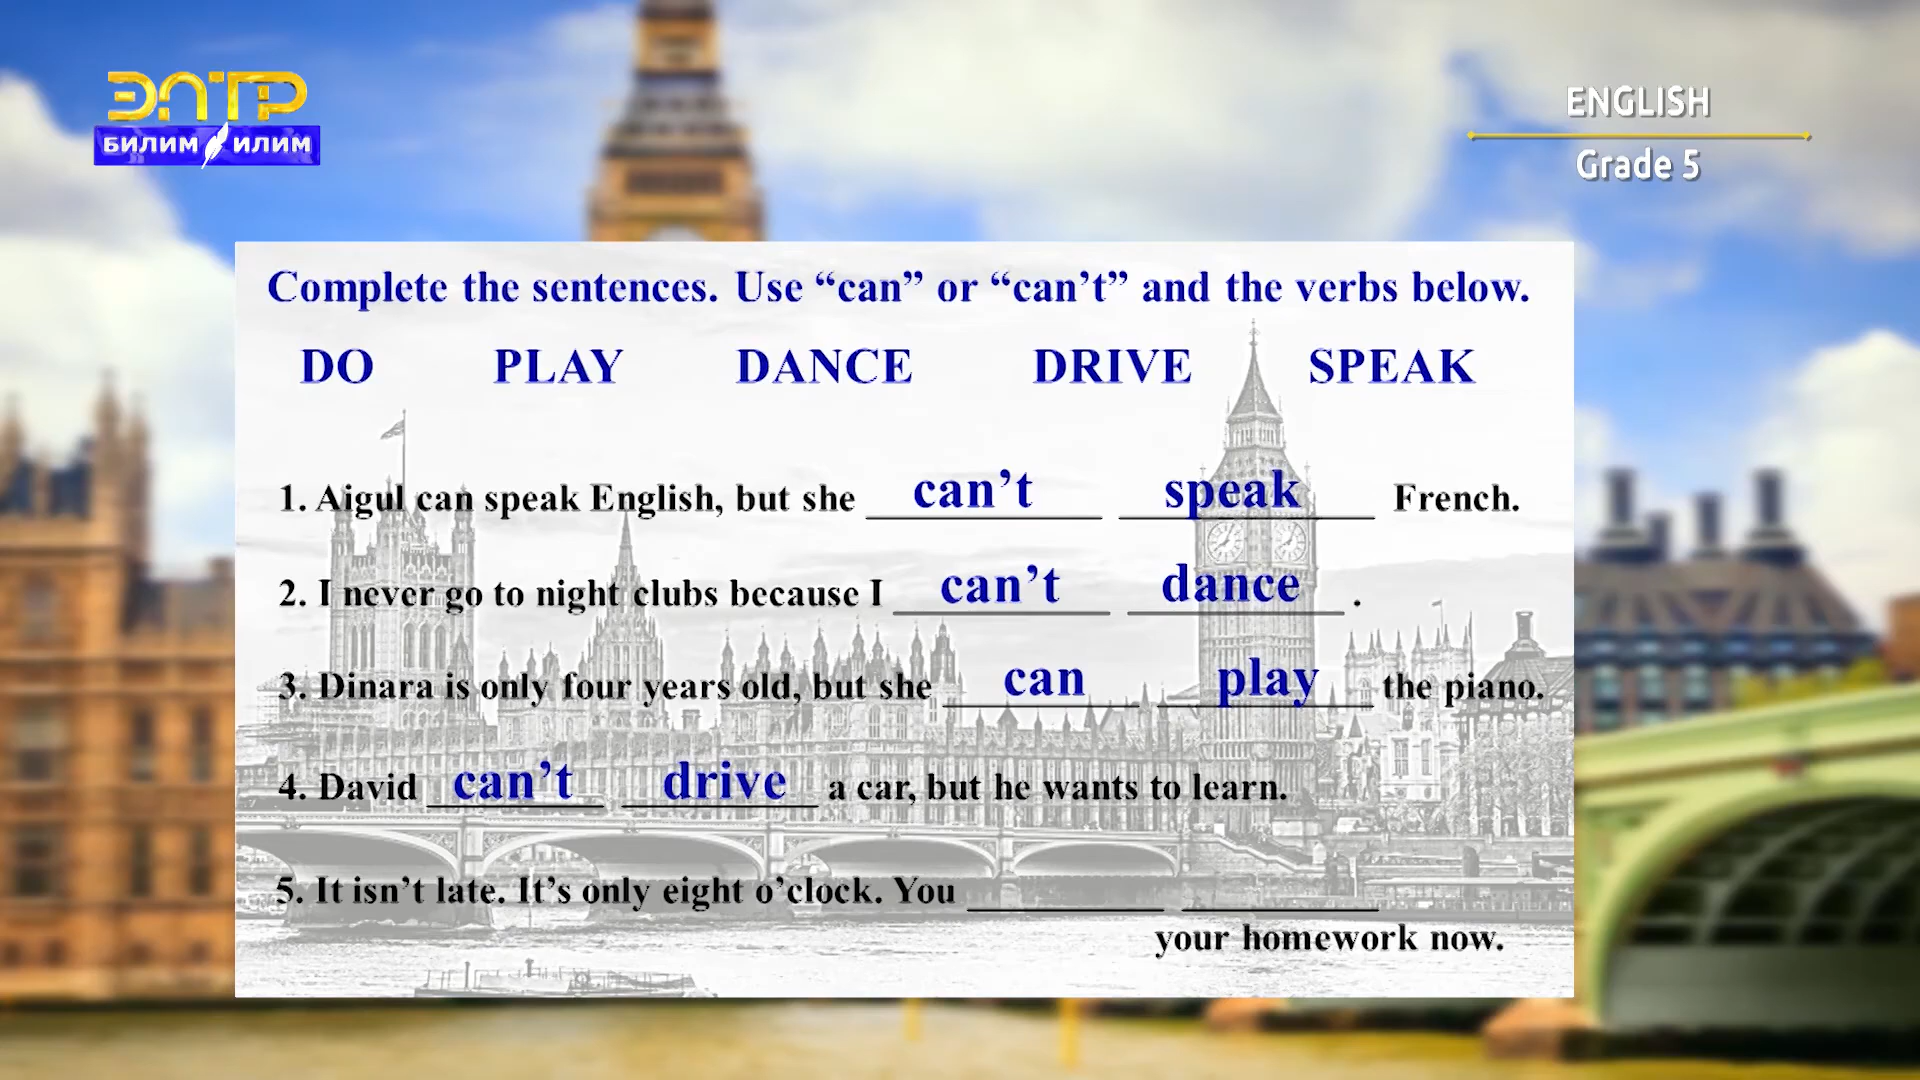 ЭЛТР
БИЛИМ ИЛИМ
ENGLISH
Grade 5
Complete the sentences. Use “can” or “can’t” and the verbs below.
DO PLAY DANCE DRIVE SPEAK
1. Aigul can speak English, but she can’t speak French.
2. I never go to night clubs because I can’t dance .
3. Dinara is only four years old, but she can play the piano.
4. David can’t drive a car, but he wants to learn.
5. It isn’t late. It’s only eight o’clock. You ________ ________
your homework now.